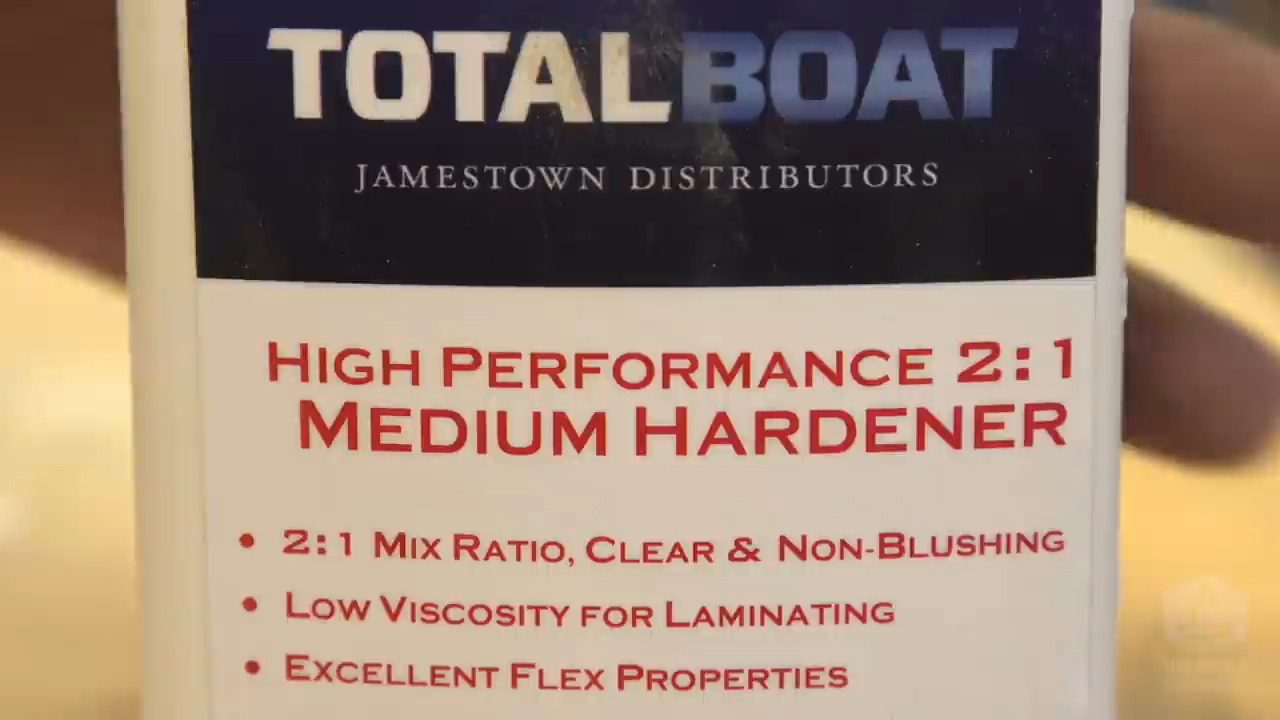 TOTALBOAT
JAMESTOWN DISTRIBUTORS
HIGH PERFORMANCE 2:1
MEDIUM HARDENER
• 2:1 MIX RATIO, CLEAR & NON-BLUSHING
• LOW VISCOSITY FOR LAMINATING
• EXCELLENT FLEX PROPERTIES